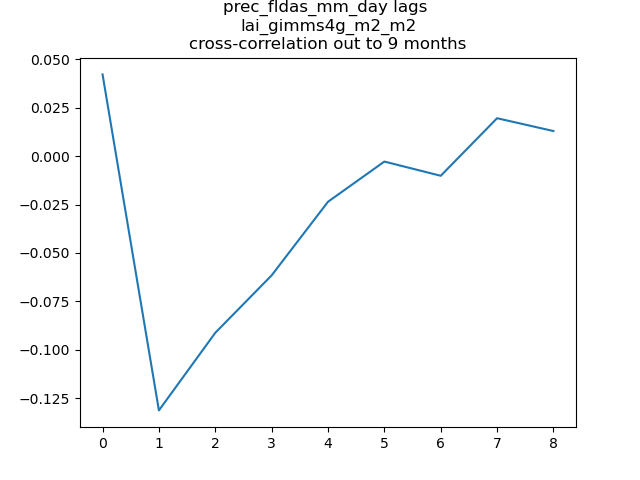 prec_fldas_mm_day lags
lai_gimms4g_m2_m2
cross-correlation out to 9 months
0.050
0.025
0.000
−0.025
−0.050
−0.075
−0.100
−0.125
0 1 2 3 4 5 6 7 8